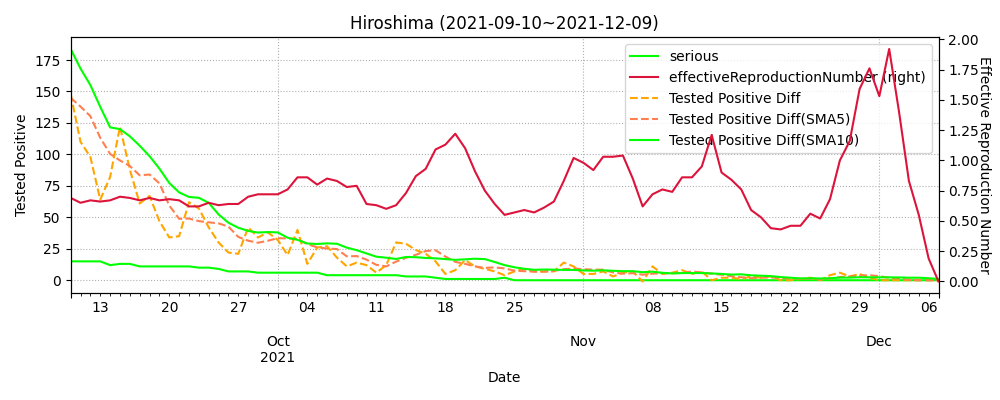 Hiroshima (2021-09-10~2021-12-09)
175
150
125
100
75
50
25
0
Tested Positive
2.00
1.75
1.50
1.25
1.00
0.75
0.50
0.25
0.00
Effective Reproduction Number
serious
effectiveReproductionNumber (right)
Tested Positive Diff
Tested Positive Diff(SMA5)
Tested Positive Diff(SMA10)
13 20 27 04 11 18 25 08 15 22 29 06
Oct Nov Dec
2021
Date